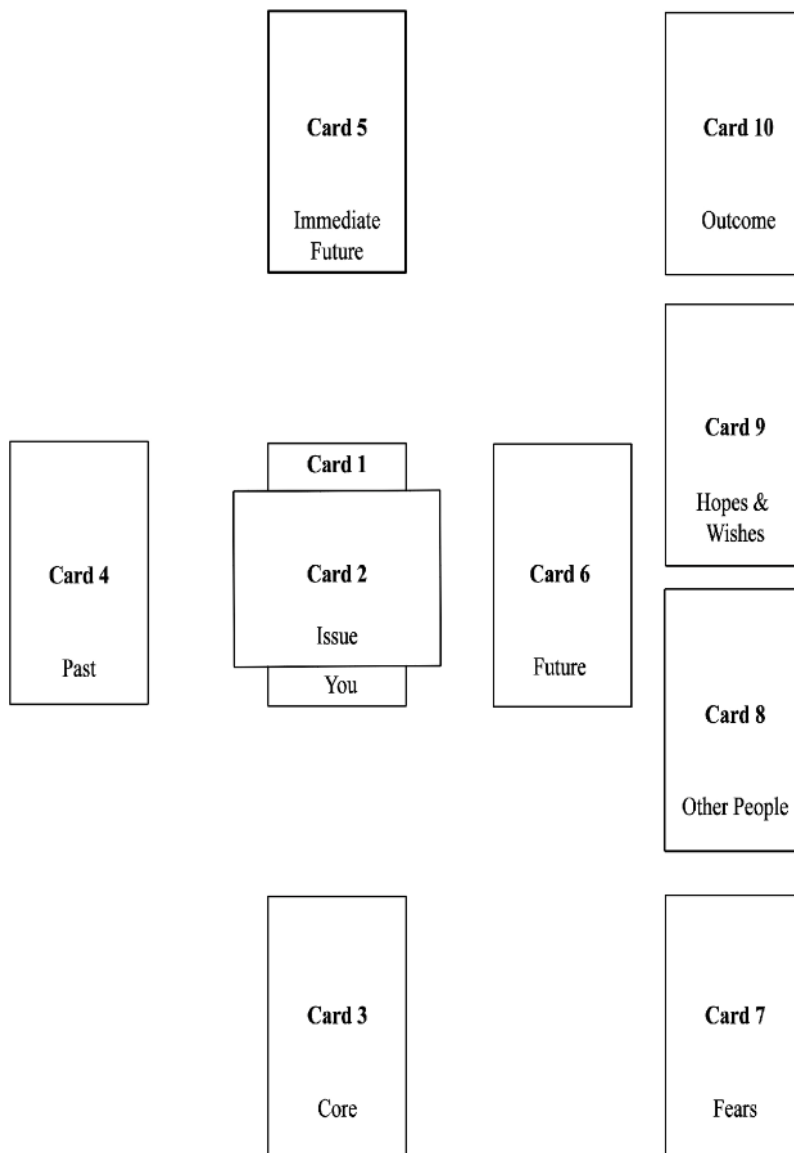 Card 5
Immediate
Future
Card 10
Outcome
Card 9
Hopes &
Wishes
Card 4
Past
Card 1
Card 2
Issue
You
Card 6
Future
Card 8
Other People
Card 3
Core
Card 7
Fears